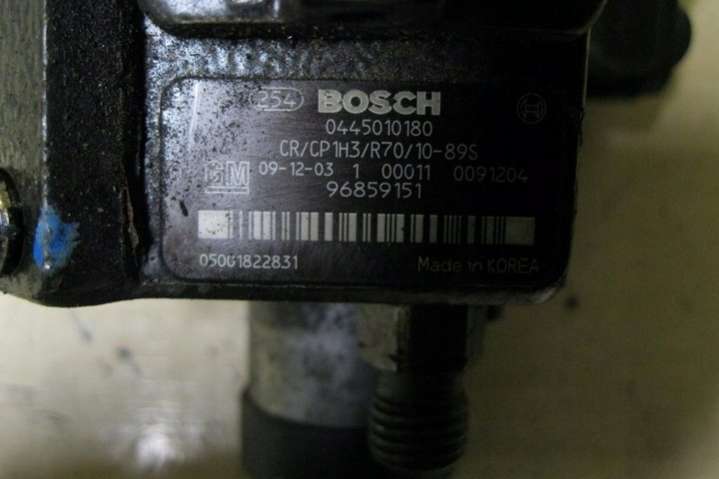 254 BOSCH
0445010180
CR/CP1H3/R70/10-89S
GM 09-12-03 1 00011 0091204
96859151
05001822831 Made in KOREA